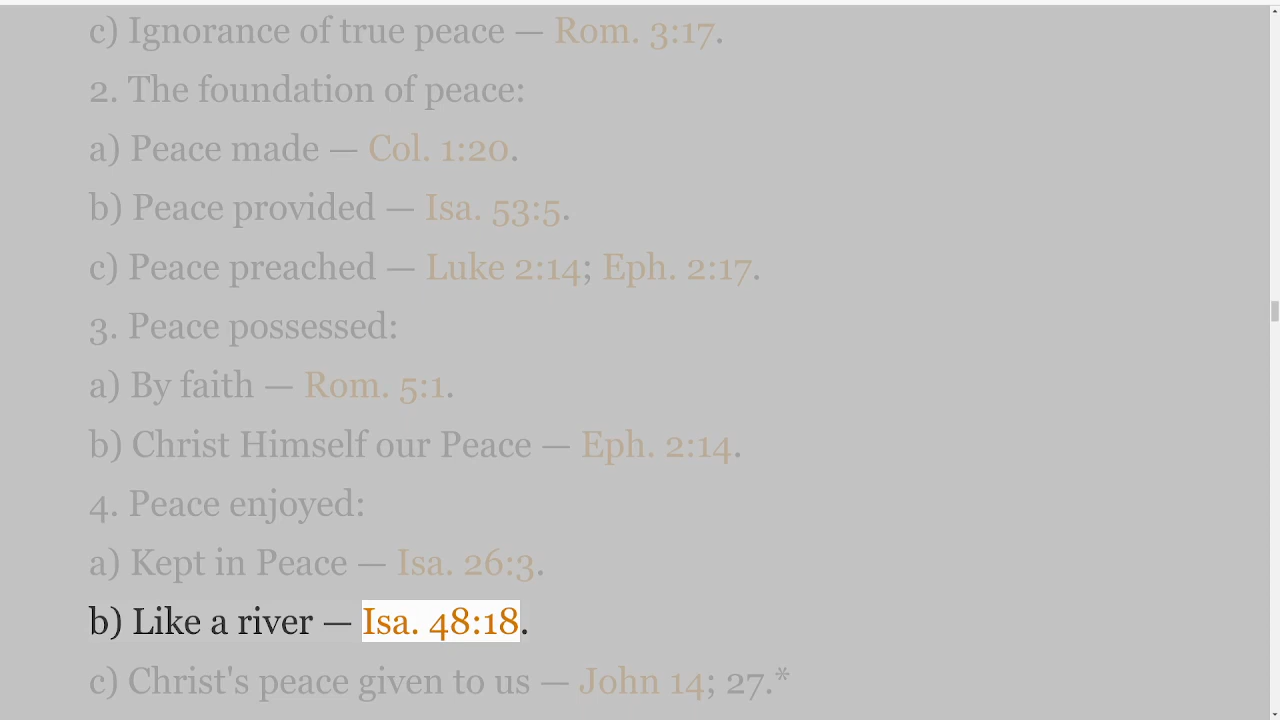 c) Ignorance of true peace — Rom. 3:17.
2. The foundation of peace:
a) Peace made — Col. 1:20.
b) Peace provided — Isa. 53:5.
c) Peace preached — Luke 2:14; Eph. 2:17.
3. Peace possessed:
a) By faith — Rom. 5:1.
b) Christ Himself our Peace — Eph. 2:14.
4. Peace enjoyed:
a) Kept in Peace — Isa. 26:3.
b) Like a river — Isa. 48:18.
c) Christ's peace given to us — John 14; 27.*